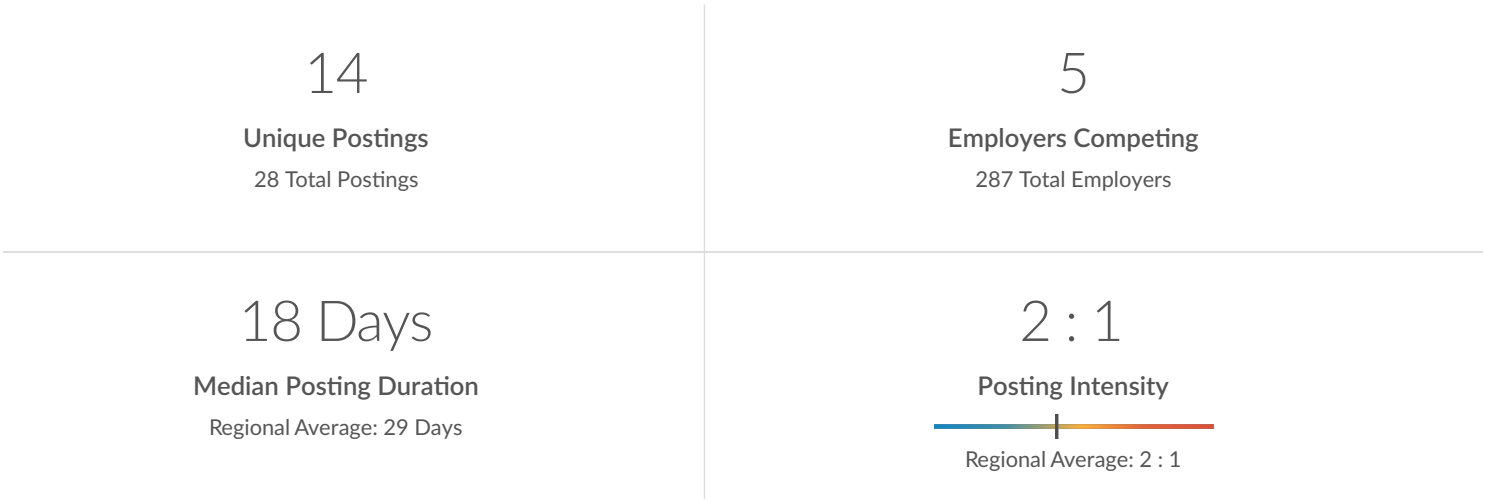 14
Unique Postings
28 Total Postings
5
Employers Competing
287 Total Employers
18 Days
Median Posting Duration
Regional Average: 29 Days
2 : 1
Posting Intensity
Regional Average: 2 : 1